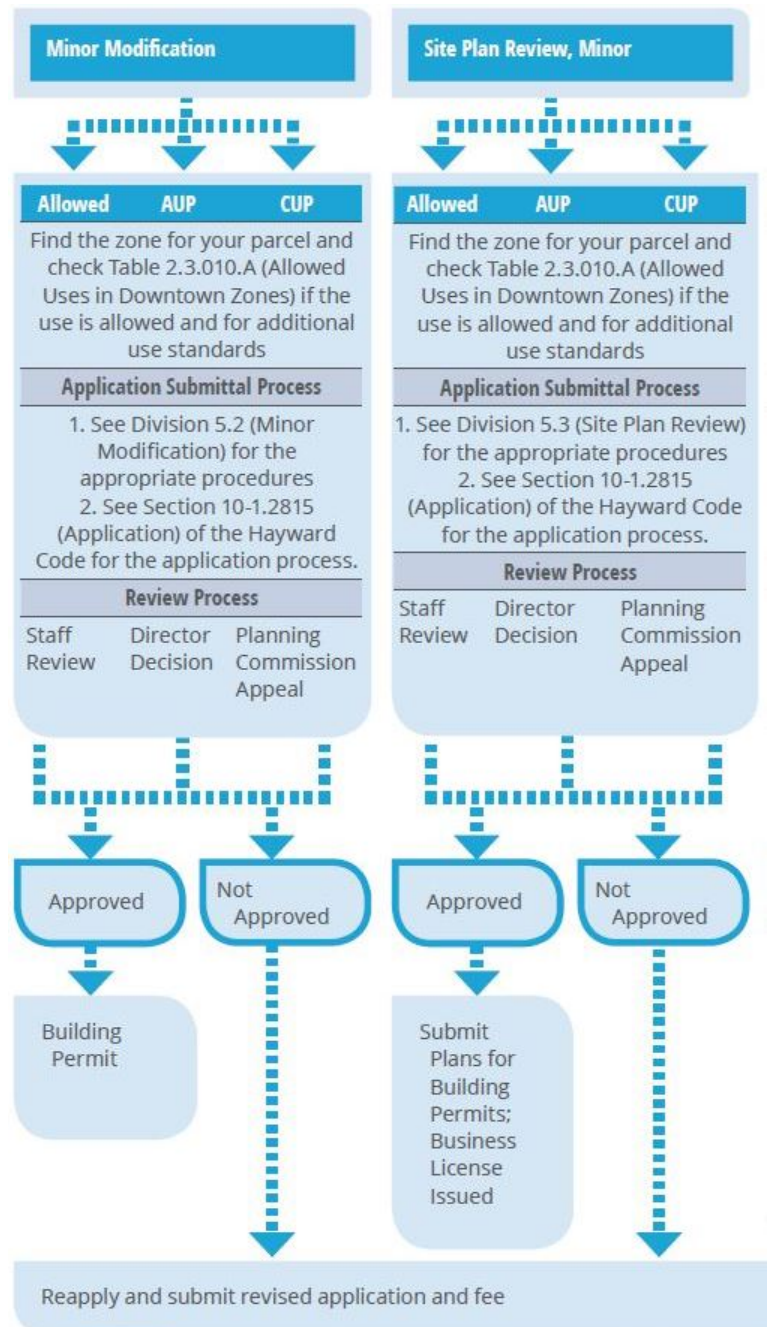 Minor Modification
Allowed AUP CUP
Find the zone for your parcel and
check Table 2.3.010.A (Allowed
Uses in Downtown Zones) if the
use is allowed and for additional
use standards
Application Submittal Process
1. See Division 5.2 (Minor
Modification) for the
appropriate procedures
2. See Section 10-1.2815
(Application) of the Hayward
Code for the application process.
Review Process
Staff
Review
Director
Decision
Planning
Commission
Appeal
Approved
Not
Approved
Building
Permit
Site Plan Review, Minor
Allowed AUP CUP
Find the zone for your parcel and
check Table 2.3.010.A (Allowed
Uses in Downtown Zones) if the
use is allowed and for additional
use standards
Application Submittal Process
1. See Division 5.3 (Site Plan Review)
for the appropriate procedures
2. See Section 10-1.2815
(Application) of the Hayward Code
for the application process.
Review Process
Staff
Review
Director
Decision
Planning
Commission
Appeal
Approved
Not
Approved
Submit
Plans for
Building
Permits;
Business
License
Issued
Reapply and submit revised application and fee